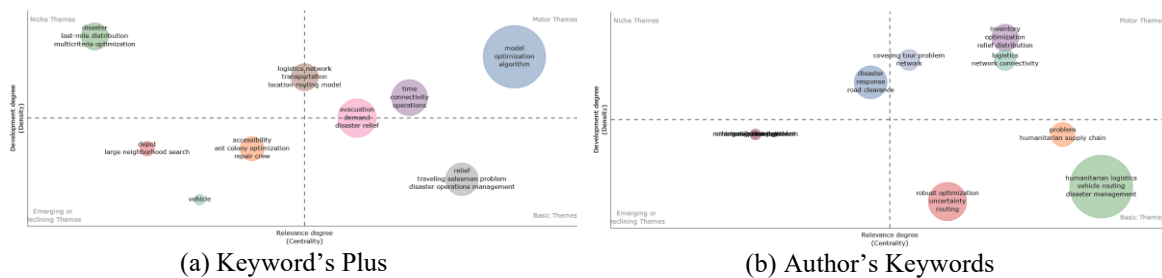 Niche Themes
Motor Themes
disaster
last-mile distribution
multicriteria optimization
model
optimization
algorithm
logistics network
transportation
location-routing model
time
connectivity
operations
evacuation
demand
disaster relief
Development degree
(Density)
depot
large neighborhood search
accessibility
ant colony optimization
repair crew
relief
traveling salesman problem
disaster operations management
vehicle
Emerging or
Declining Themes
Basic Themes
Relevance degree
(Centrality)
(a) Keyword's Plus
Niche Themes
Motor Themes
inventory
optimization
relief distribution
logistics
network connectivity
covering tour problem
network
disaster
response
road clearance
Development degree
(Density)
problem
humanitarian supply chain
humanitarian logistics
vehicle routing
disaster management
robust optimization
uncertainty
routing
Emerging or
Declining Themes
Basic Themes
Relevance degree
(Centrality)
(b) Author's Keywords